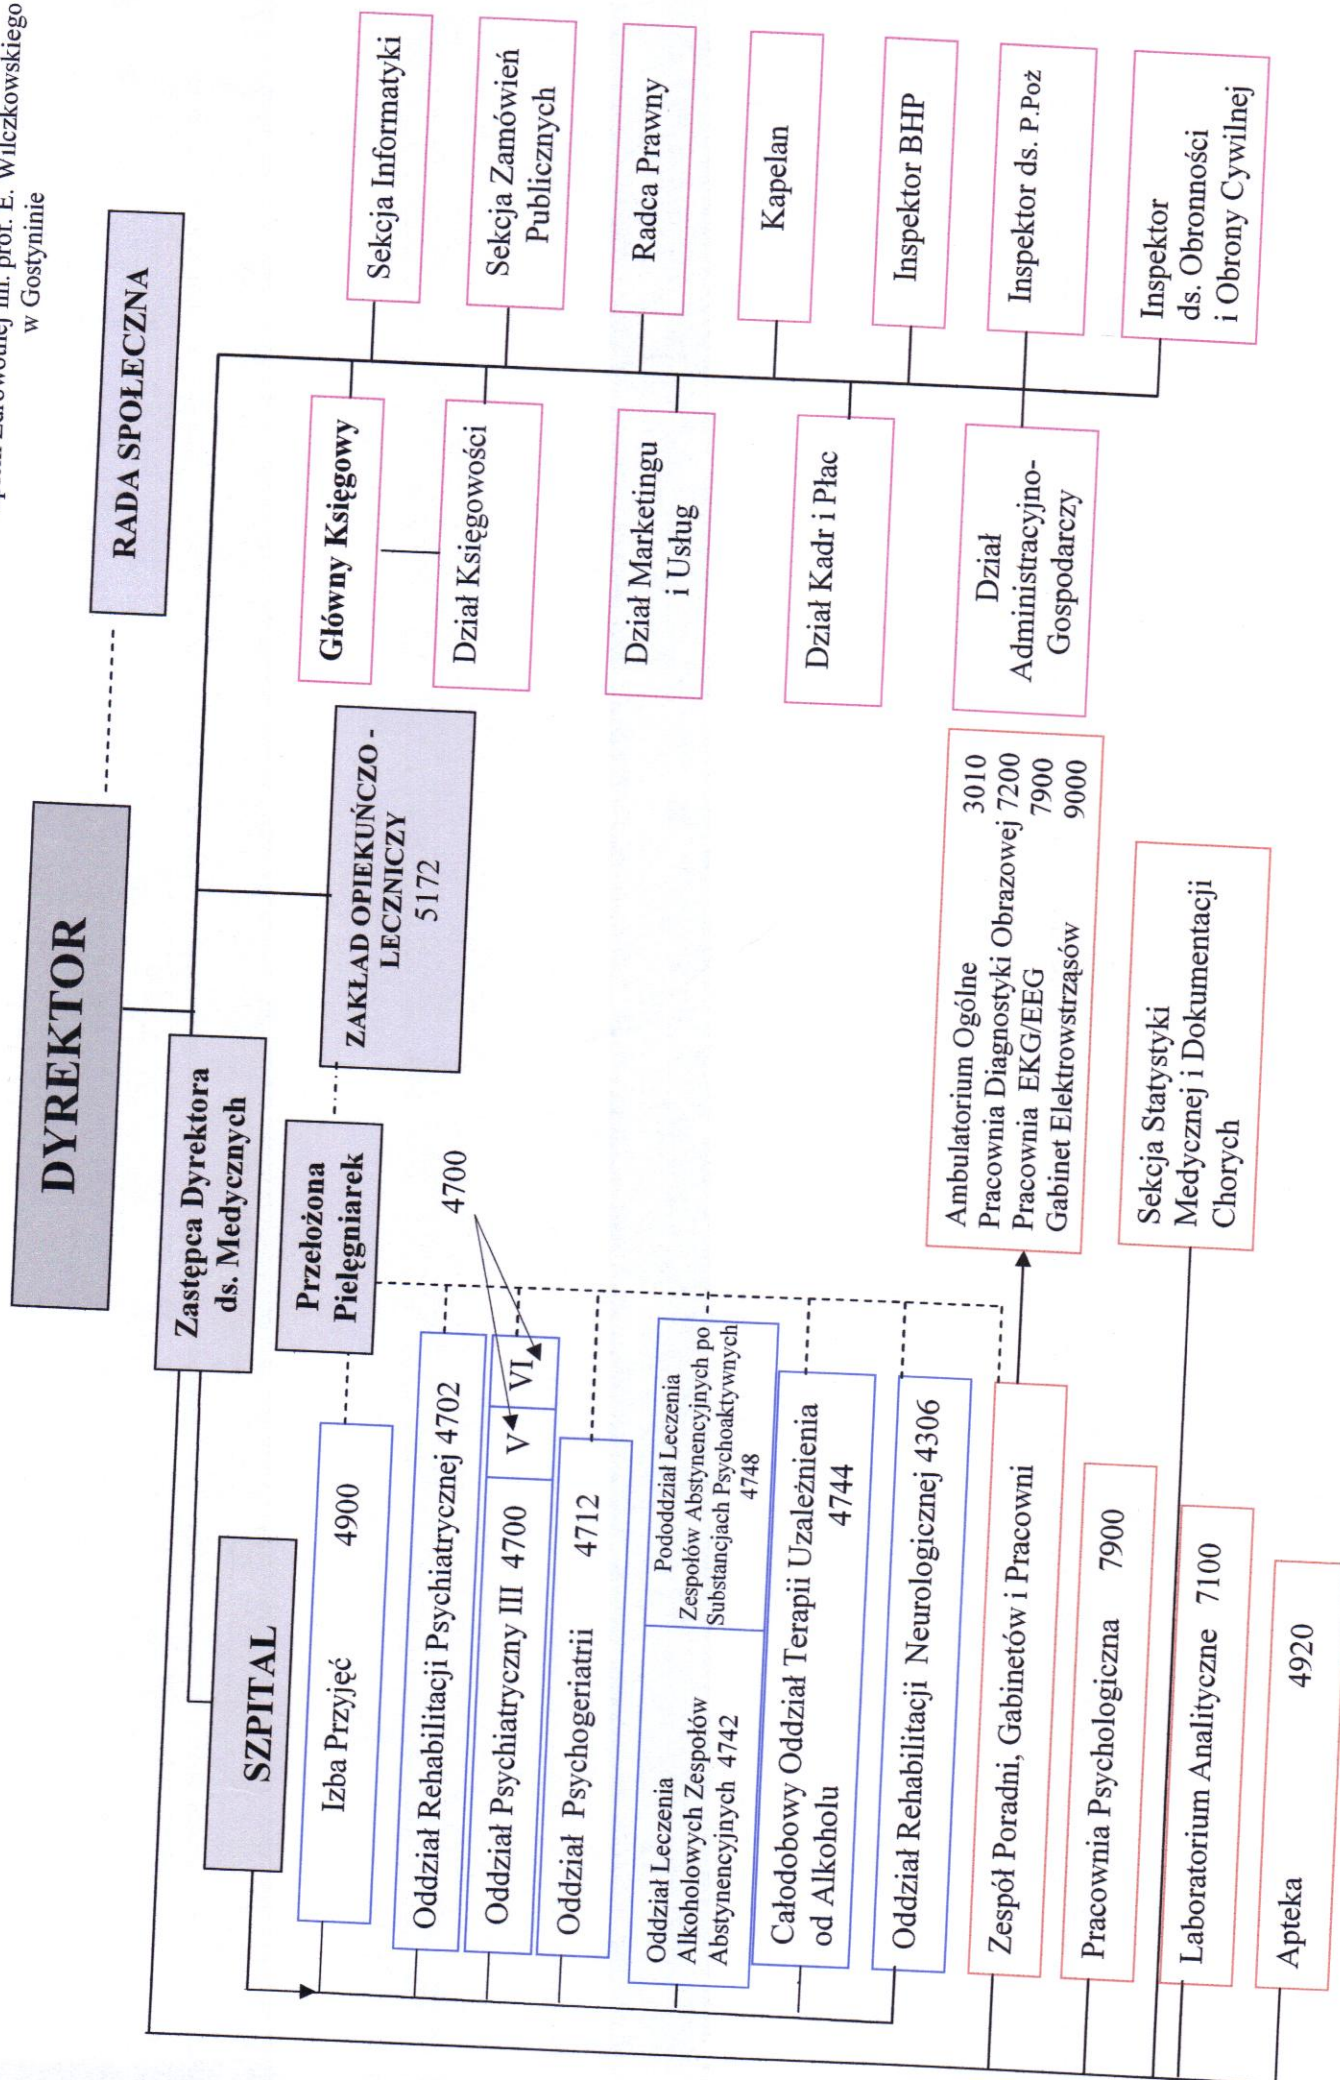 Zdrowotnej im. prof. E. Wilczkowskiego
w Gostyninie
DYREKTOR
RADA SPOŁECZNA
Zastępca Dyrektora
ds. Medycznych
SZPITAL
Przełożona
Pielęgniarek
ZAKŁAD OPIEKUŃCZO -
LECZNICZY
5172
Izba Przyjęć 4900
Oddział Rehabilitacji Psychiatrycznej 4702
Oddział Psychiatryczny III 4700
V
VI
4700
Oddział Psychogeriatrii 4712
Oddział Leczenia
Alkoholowych Zespołów
Abstynencyjnych 4742
Pododdział Leczenia
Zespołów Abstynencyjnych po
Substancjach Psychoaktywnych
4748
Całodobowy Oddział Terapii Uzależnienia
od Alkoholu 4744
Oddział Rehabilitacji Neurologicznej 4306
Zespół Poradni, Gabinetów i Pracowni
Pracownia Psychologiczna 7900
Laboratorium Analityczne 7100
Apteka 4920
Ambulatorium Ogólne 3010
Pracownia Diagnostyki Obrazowej 7200
Pracownia EKG/EEG 7900
Gabinet Elektrowstrząsów 9000
Sekcja Statystyki
Medycznej i Dokumentacji
Chorych
Główny Księgowy
Dział Księgowości
Dział Marketingu
i Usług
Dział Kadr i Płac
Dział
Administracyjno-
Gospodarczy
Sekcja Informatyki
Sekcja Zamówień
Publicznych
Radca Prawny
Kapelan
Inspektor BHP
Inspektor ds. P.Poż
Inspektor
ds. Obronności
i Obrony Cywilnej